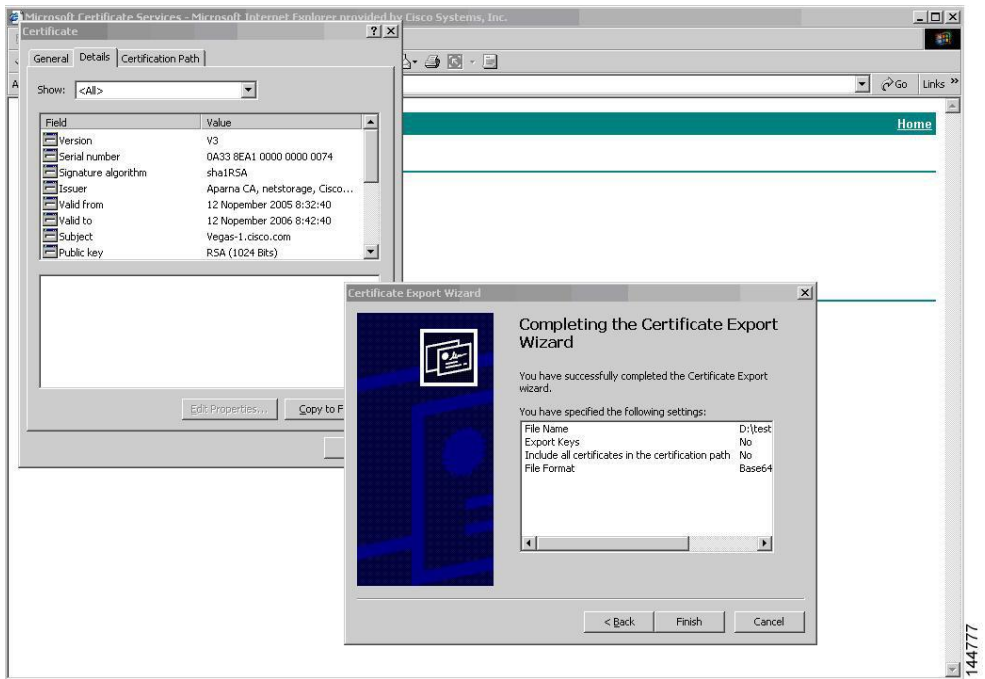 Microsoft Certificate Services - Microsoft Internet Explorer provided by Cisco Systems, Inc.
Certificate
General Details Certification Path
Show: <All>
Go Links »
Home
Field Value
Version V3
Serial number 0A33 8EA1 0000 0000 0074
Signature algorithm sha1RSA
Issuer Aparna CA, netstorage, Cisco...
Valid from 12 Nopember 2005 8:32:40
Valid to 12 Nopember 2006 8:42:40
Subject Vegas-1.cisco.com
Public key RSA (1024 Bits)
Edit Properties... Copy to F
Certificate Export Wizard
Completing the Certificate Export
Wizard
You have successfully completed the Certificate Export
wizard.
You have specified the following settings:
File Name D:\test
Export Keys No
Include all certificates in the certification path No
File Format Base64
< Back Finish Cancel
144777